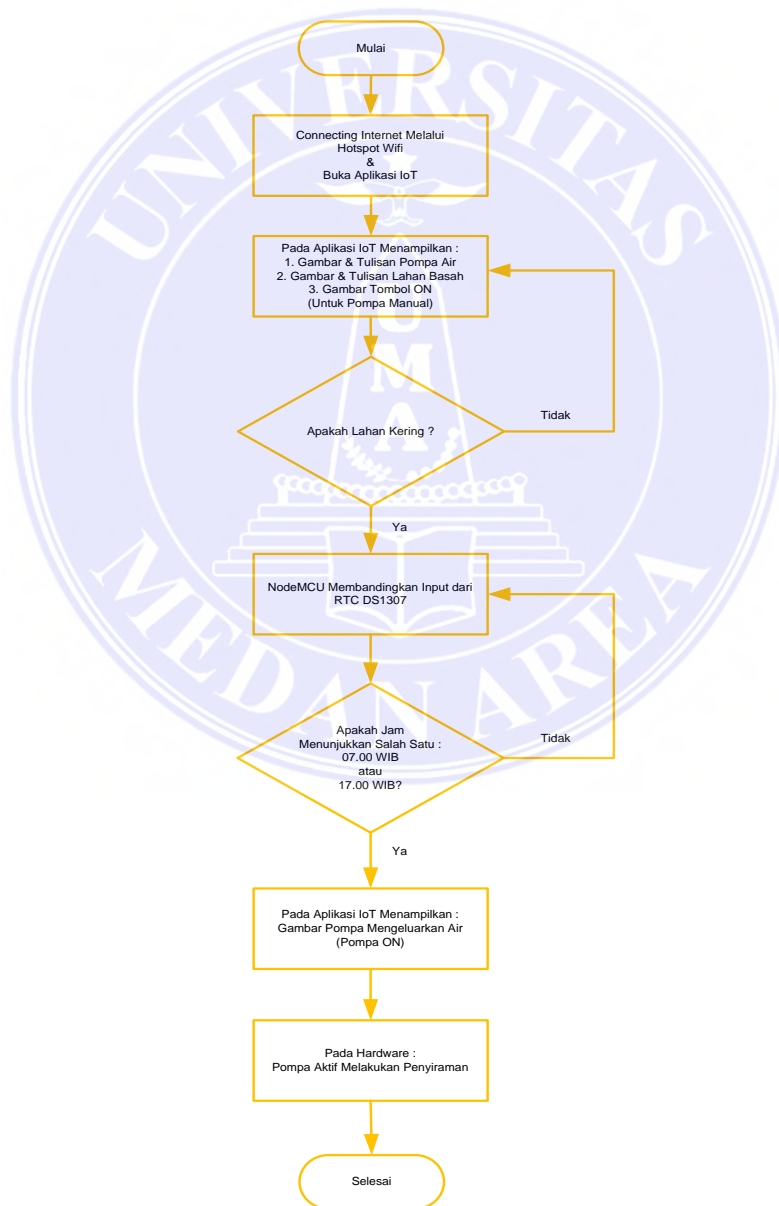 Mulai
Connecting Internet Melalui
Hotspot Wifi
&
Buka Aplikasi IoT
Pada Aplikasi IoT Menampilkan :
1. Gambar & Tulisan Pompa Air
2. Gambar & Tulisan Lahan Basah
3. Gambar Tombol ON
(Untuk Pompa Manual)
Apakah Lahan Kering ?
Tidak
Ya
NodeMCU Membandingkan Input dari
RTC DS1307
Apakah Jam
Menunjukkan Salah Satu :
07.00 WIB
atau
17.00 WIB?
Tidak
Ya
Pada Aplikasi IoT Menampilkan :
Gambar Pompa Mengeluarkan Air
(Pompa ON)
Pada Hardware :
Pompa Aktif Melakukan Penyiraman
Selesai
UNIVERSITAS
MEDAN AREA
U
M
A